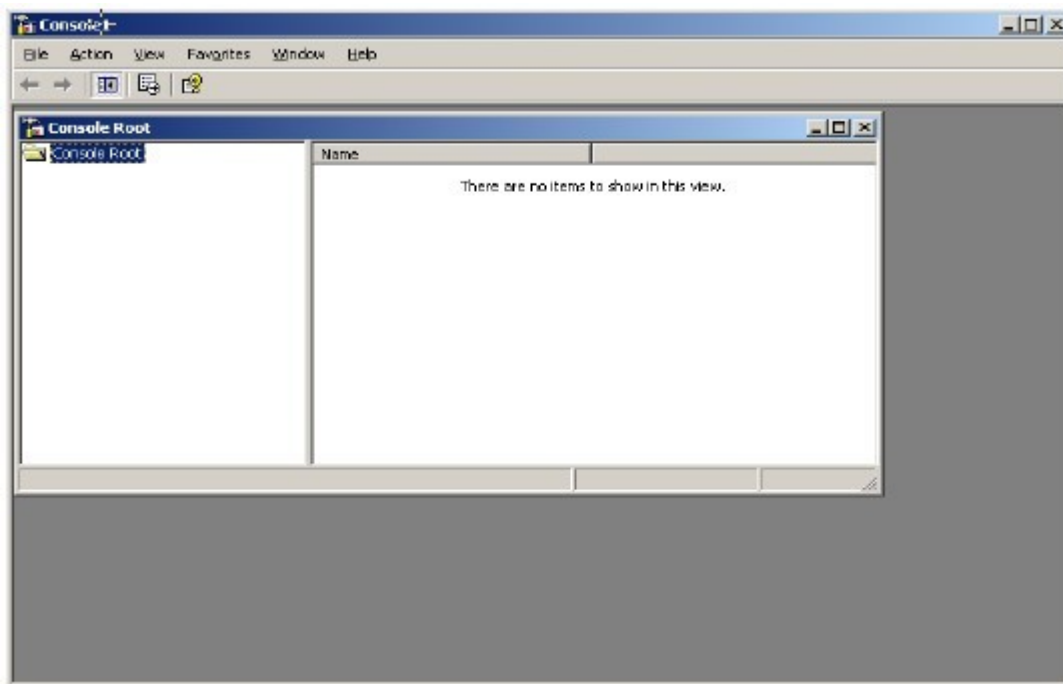 Console1
File Action View Favorites Window Help
Console Root
Console Root
Name
There are no items to show in this view.